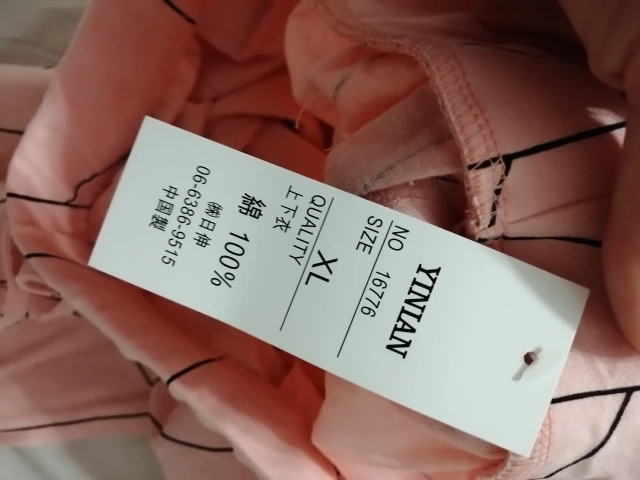 YINIAN
NO 16776
SIZE
XL
QUALITY
上下衣
綿 100%
㈱日伸
06-6386-9515
中国製